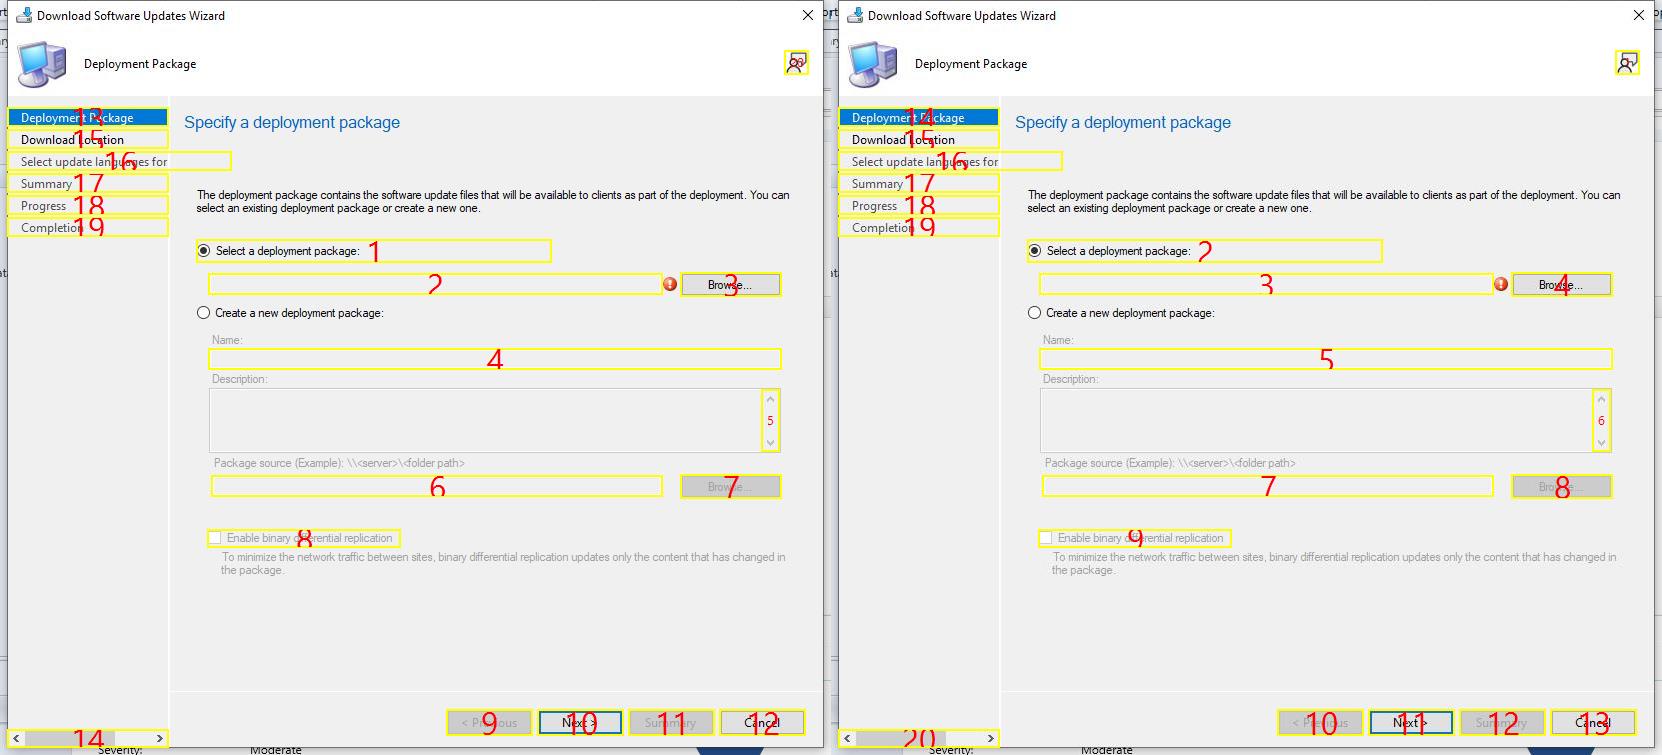 Download Software Updates Wizard
Deployment Package
20
13
Deployment Package
15
Download Location
16
Select update languages for
17
Summary
18
Progress
19
Completion
14
Specify a deployment package
The deployment package contains the software update files that will be available to clients as part of the deployment. You can
select an existing deployment package or create a new one.
Select a deployment package: 1
2
3
Browse...
Create a new deployment package:
Name:
4
Description:
5
Package source (Example): \\<server>\<folder path>
6
7
Browse...
8
Enable binary differential replication
To minimize the network traffic between sites, binary differential replication updates only the content that has changed in
the package.
9
< Previous
10
Next >
11
Summary
12
Cancel
Severity: Moderate
Download Software Updates Wizard
Deployment Package
1
14
Deployment Package
15
Download Location
16
Select update languages for
17
Summary
18
Progress
19
Completion
20
Specify a deployment package
The deployment package contains the software update files that will be available to clients as part of the deployment. You can
select an existing deployment package or create a new one.
Select a deployment package: 2
3
4
Browse...
Create a new deployment package:
Name:
5
Description:
6
Package source (Example): \\<server>\<folder path>
7
8
Browse...
9
Enable binary differential replication
To minimize the network traffic between sites, binary differential replication updates only the content that has changed in
the package.
10
< Previous
11
Next >
12
Summary
13
Cancel
Severity: Moderate